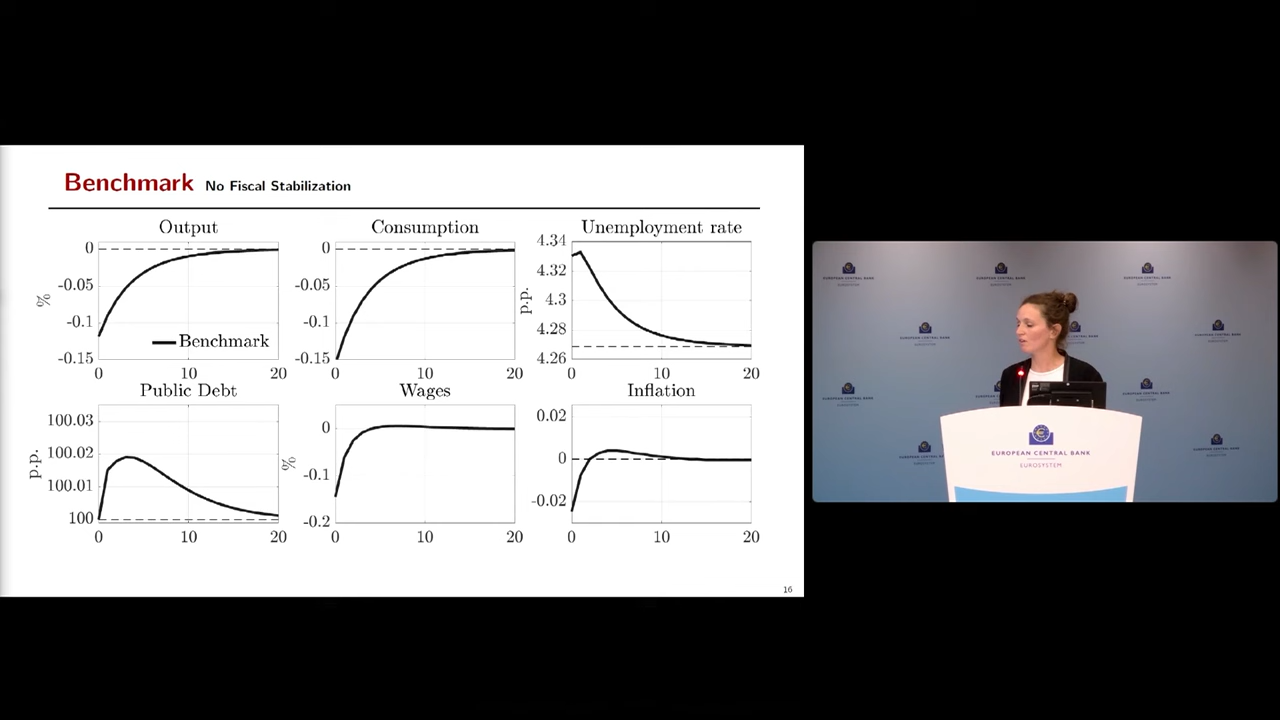 Benchmark No Fiscal Stabilization
Output
Consumption
Unemployment rate
0
-0.05
-0.1
-0.15
%
Benchmark
0 10 20
0
-0.05
-0.1
-0.15
0 10 20
4.34
4.32
4.3
4.28
4.26
p.p.
0 10 20
Public Debt
Wages
Inflation
100.03
100.02
100.01
100
p.p.
0 10 20
0
-0.1
-0.2
%
0 10 20
0.02
0
-0.02
0 10 20
16
EUROPEAN CENTRAL BANK
EUROSYSTEM